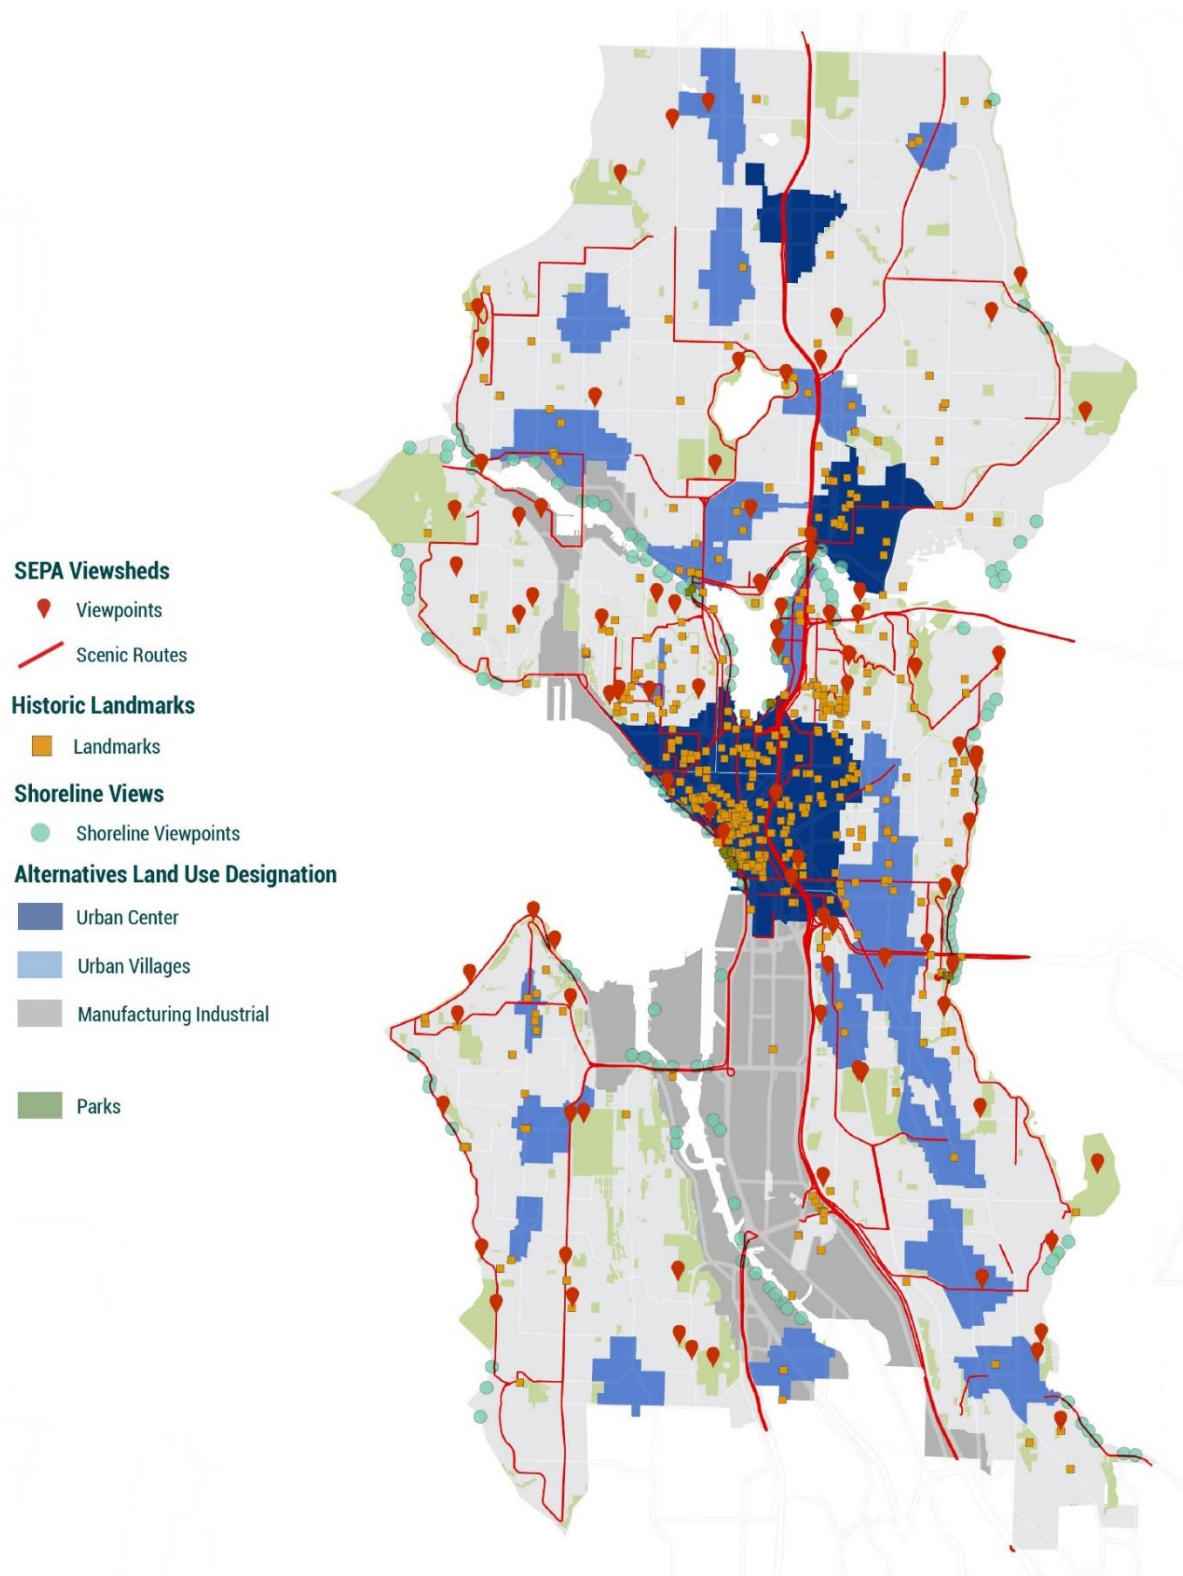 SEPA Viewsheds
Viewpoints
Scenic Routes
Historic Landmarks
Landmarks
Shoreline Views
Shoreline Viewpoints
Alternatives Land Use Designation
Urban Center
Urban Villages
Manufacturing Industrial
Parks